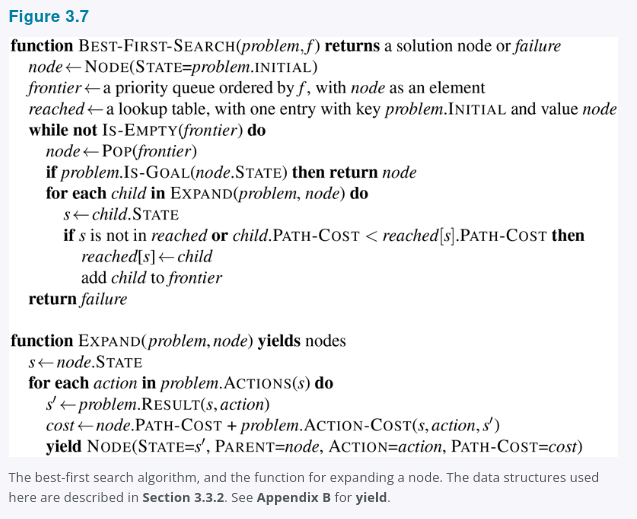 Figure 3.7
function BEST-FIRST-SEARCH(problem,f) returns a solution node or failure
node←NODE(STATE=problem.INITIAL)
frontier←a priority queue ordered by f, with node as an element
reached←a lookup table, with one entry with key problem.INITIAL and value node
while not IS-EMPTY(frontier) do
node←POP(frontier)
if problem.IS-GOAL(node.STATE) then return node
for each child in EXPAND(problem, node) do
s←child.STATE
if s is not in reached or child.PATH-COST < reached[s].PATH-COST then
reached[s]←child
add child to frontier
return failure
function EXPAND(problem, node) yields nodes
s←node.STATE
for each action in problem.ACTIONS(s) do
s′←problem.RESULT(s, action)
cost←node.PATH-COST + problem.ACTION-COST(s, action, s′)
yield NODE(STATE=s′, PARENT=node, ACTION=action, PATH-COST=cost)
The best-first search algorithm, and the function for expanding a node. The data structures used
here are described in Section 3.3.2. See Appendix B for yield.